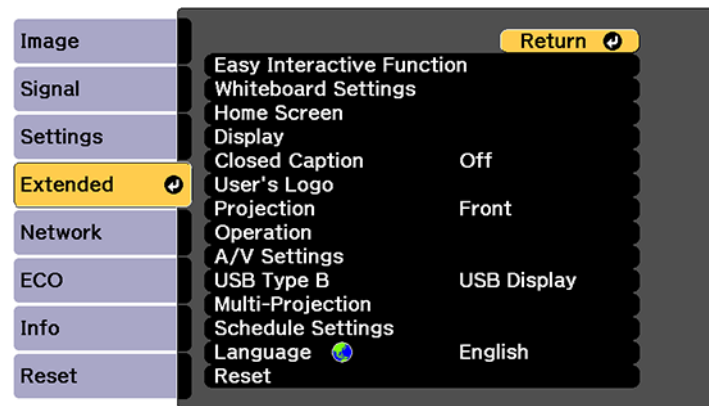 Image
Signal
Settings
Extended
Network
ECO
Info
Reset
Return
Easy Interactive Function
Whiteboard Settings
Home Screen
Display
Closed Caption Off
User's Logo
Projection Front
Operation
A/V Settings
USB Type B USB Display
Multi-Projection
Schedule Settings
Language English
Reset